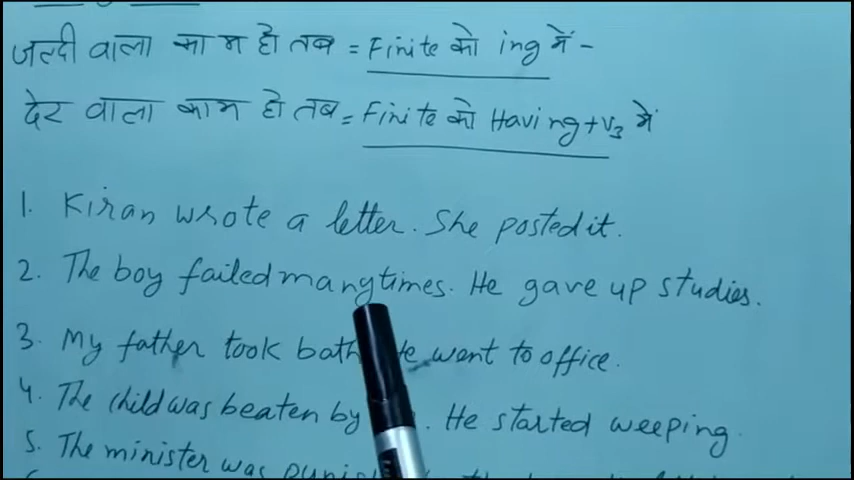 जल्दी वाला काम हो तब = Finite को ing में -
देर वाला काम हो तब = Finite को Having+V3 में
1. Kiran wrote a letter. She posted it.
2. The boy failed many times. He gave up studies.
3. My father took bath He went to office.
4. The child was beaten by . He started weeping.
5. The minister was